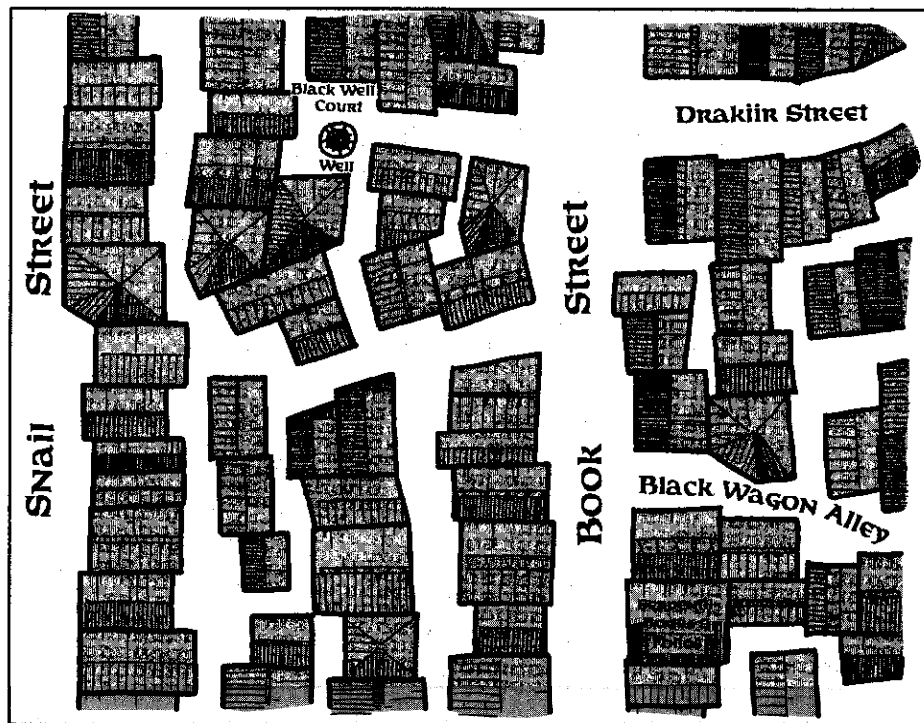 Black Well
Court
Well
Drakiir Street
Snail Street
Book Street
Black Wagon Alley